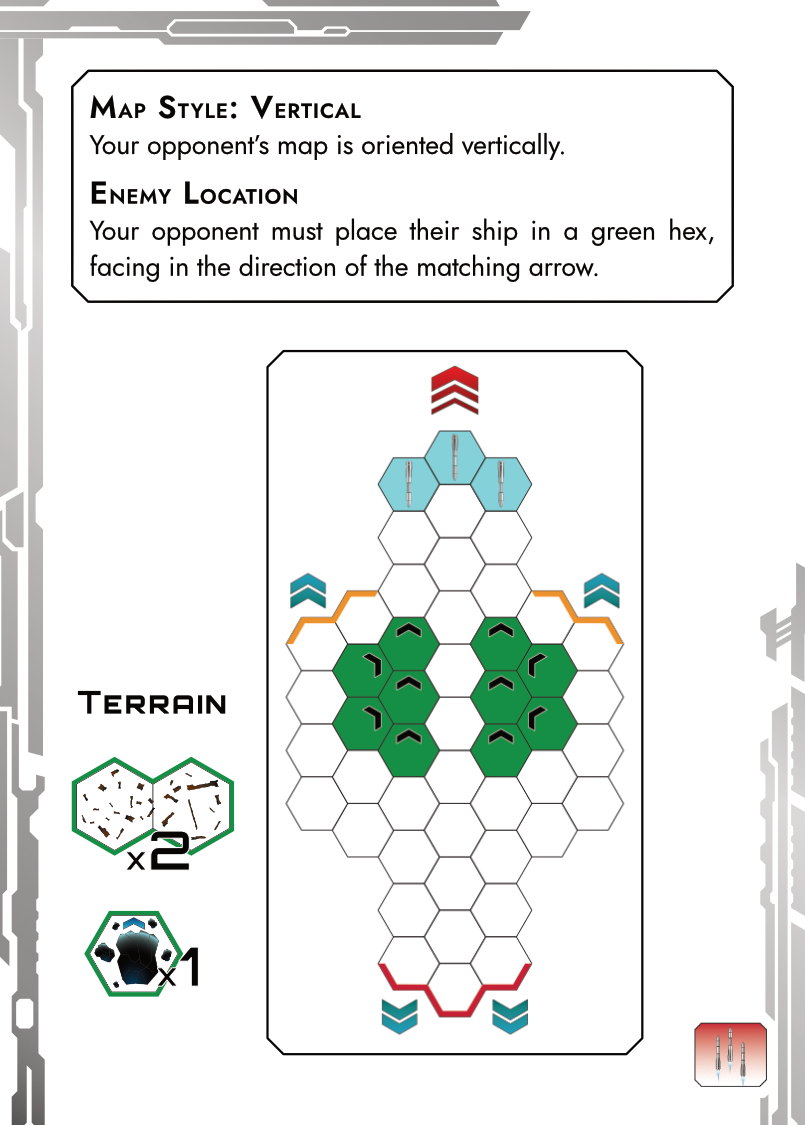 Map Style: Vertical
Your opponent's map is oriented vertically.
Enemy Location
Your opponent must place their ship in a green hex,
facing in the direction of the matching arrow.
Terrain
x2
x1